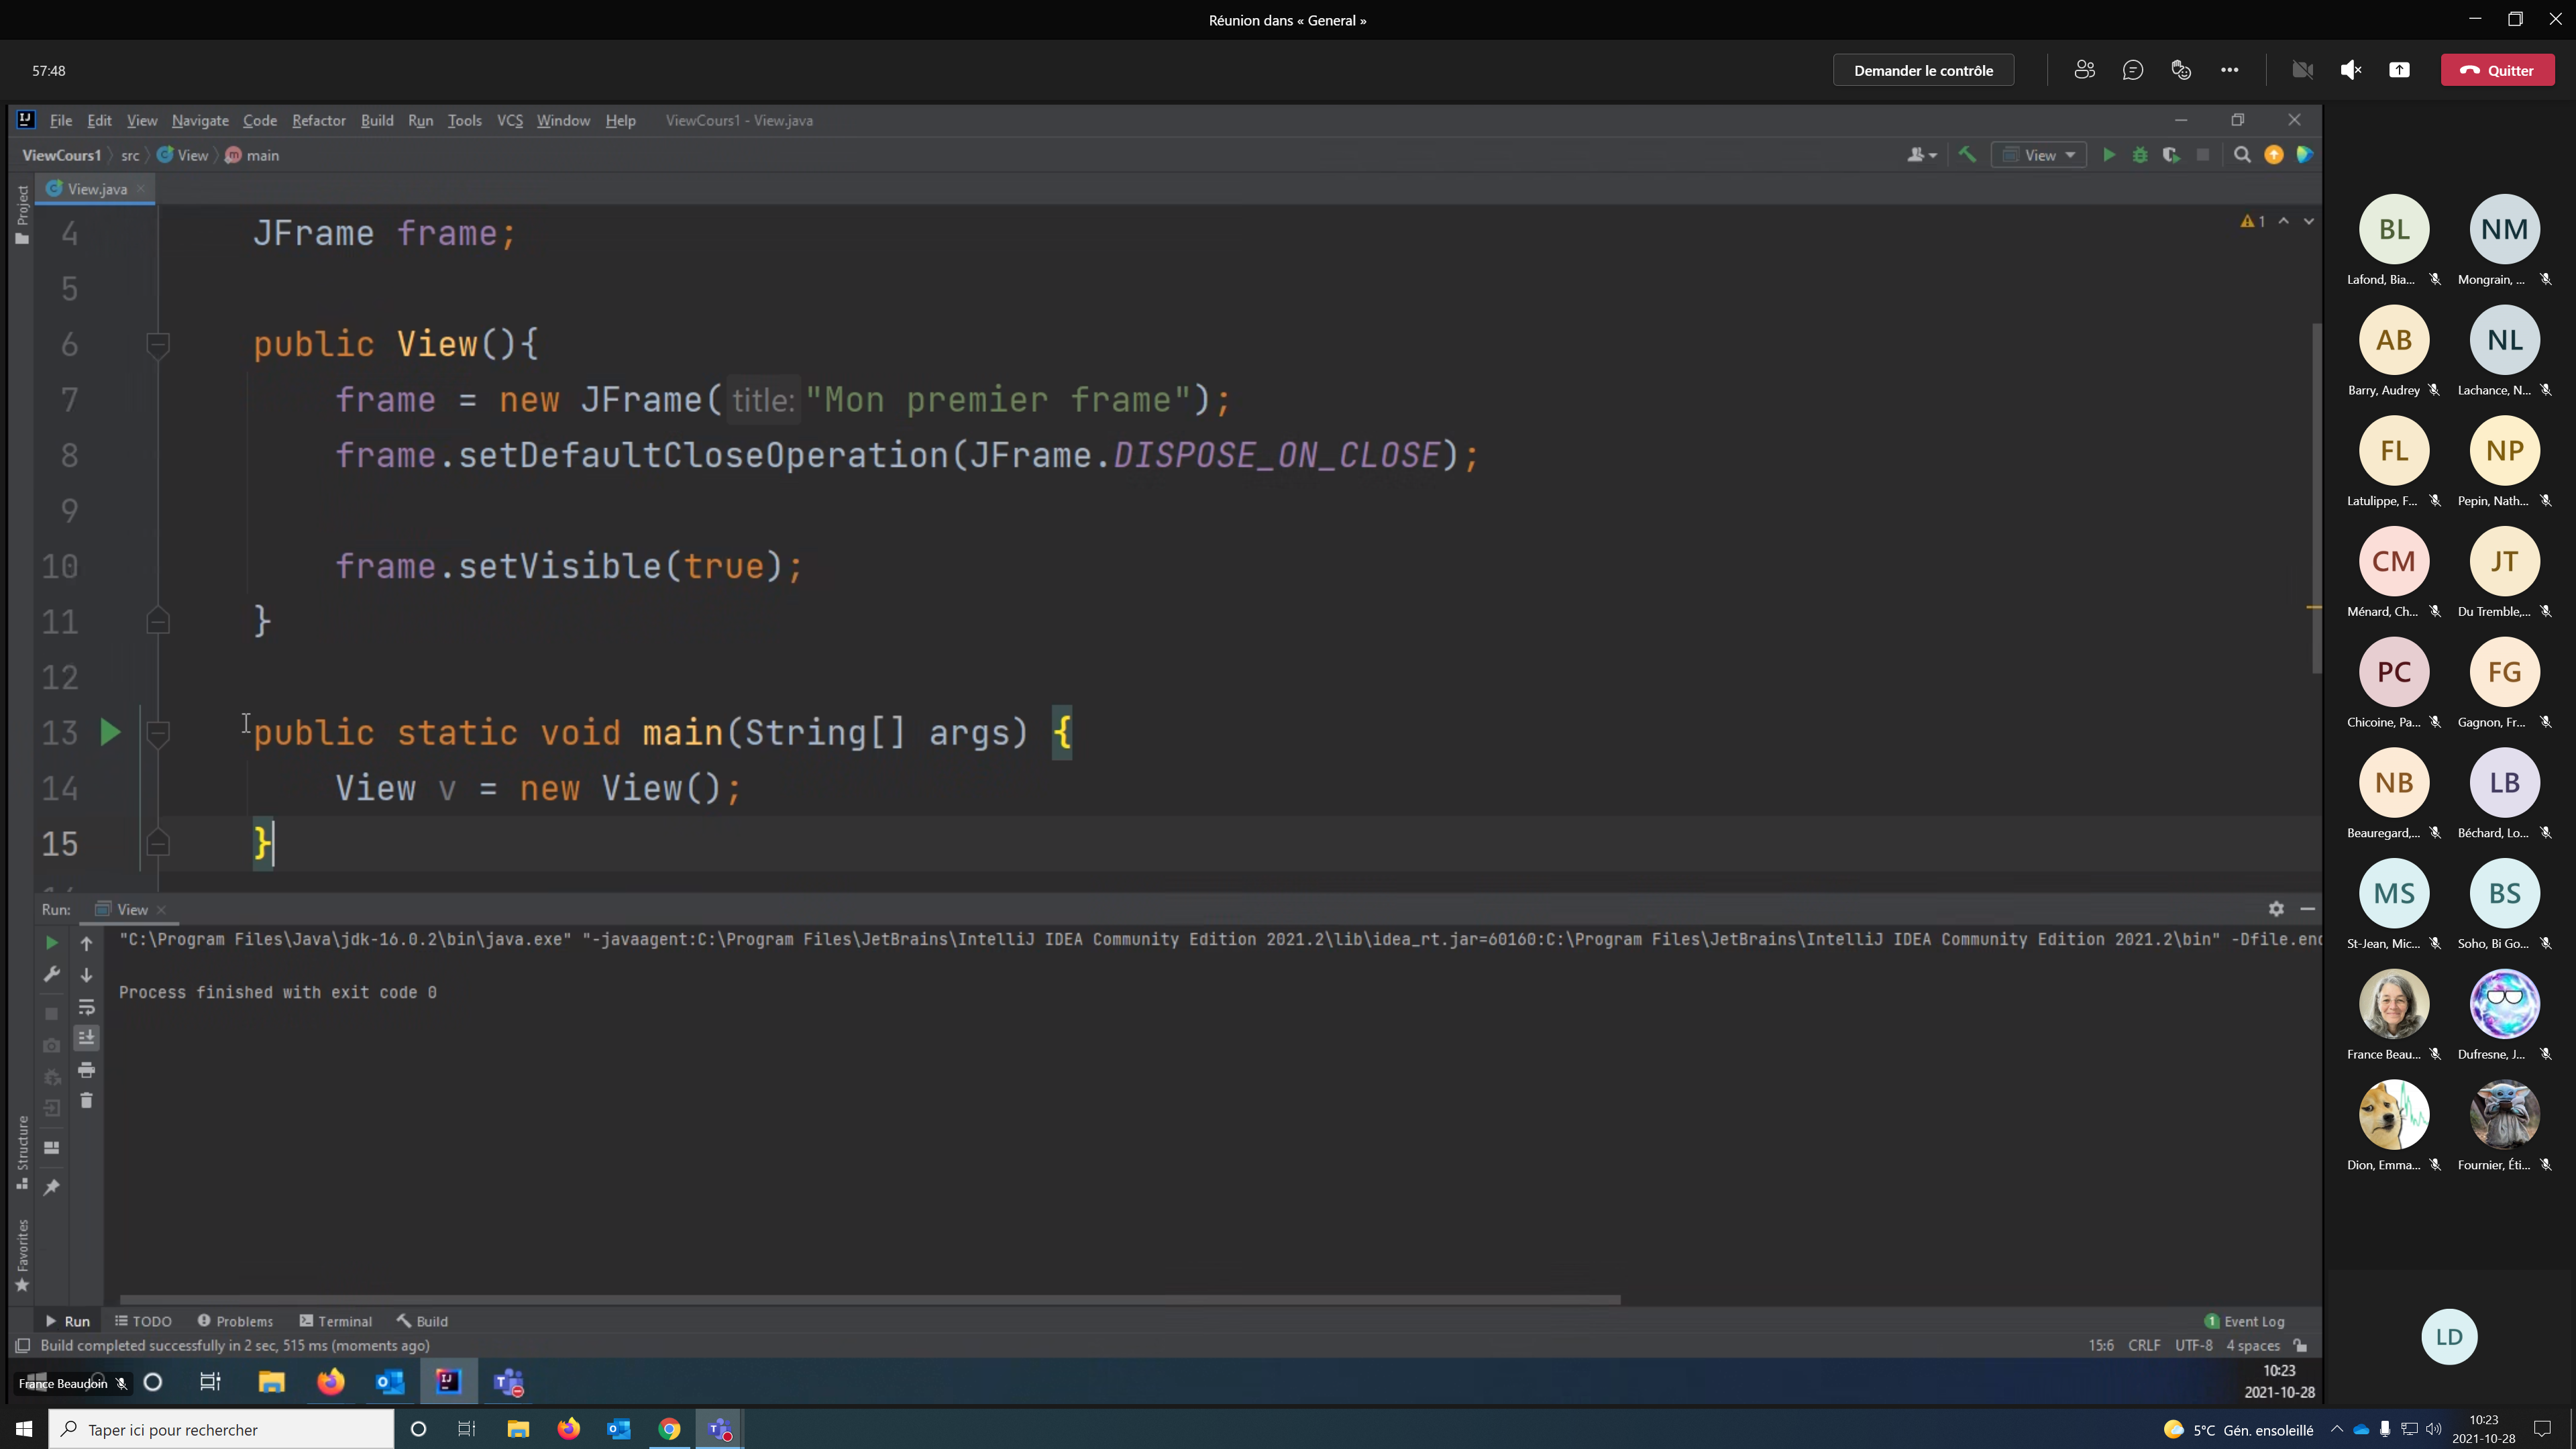 Réunion dans « General »
57:48
Demander le contrôle
Quitter
File Edit View Navigate Code Refactor Build Run Tools VCS Window Help ViewCours1 - View.java
ViewCours1 src View main
View
Project
View.java
1
4 JFrame frame;
5
6 public View(){
7 frame = new JFrame( title: "Mon premier frame");
8 frame.setDefaultCloseOperation(JFrame.DISPOSE_ON_CLOSE);
9
10 frame.setVisible(true);
11 }
12
13 public static void main(String[] args) {
14 View v = new View();
15 }
Run: View
"C:\Program Files\Java\jdk-16.0.2\bin\java.exe" "-javaagent:C:\Program Files\JetBrains\IntelliJ IDEA Community Edition 2021.2\lib\idea_rt.jar=60160:C:\Program Files\JetBrains\IntelliJ IDEA Community Edition 2021.2\bin" -Dfile.enc
Process finished with exit code 0
Structure
Favorites
Run TODO Problems Terminal Build
1 Event Log
Build completed successfully in 2 sec, 515 ms (moments ago)
15:6 CRLF UTF-8 4 spaces
France Beaudoin
10:23
2021-10-28
BL NM
Lafond, Bia... Mongrain, ...
AB NL
Barry, Audrey Lachance, N...
FL NP
Latulippe, F... Pepin, Nath...
CM JT
Ménard, Ch... Du Tremble,...
PC FG
Chicoine, Pa... Gagnon, Fr...
NB LB
Beauregard,... Béchard, Lo...
MS BS
St-Jean, Mic... Soho, Bi Go...
France Beau... Dufresne, J...
Dion, Emma... Fournier, Éti...
LD
Taper ici pour rechercher
5°C Gén. ensoleillé
10:23
2021-10-28